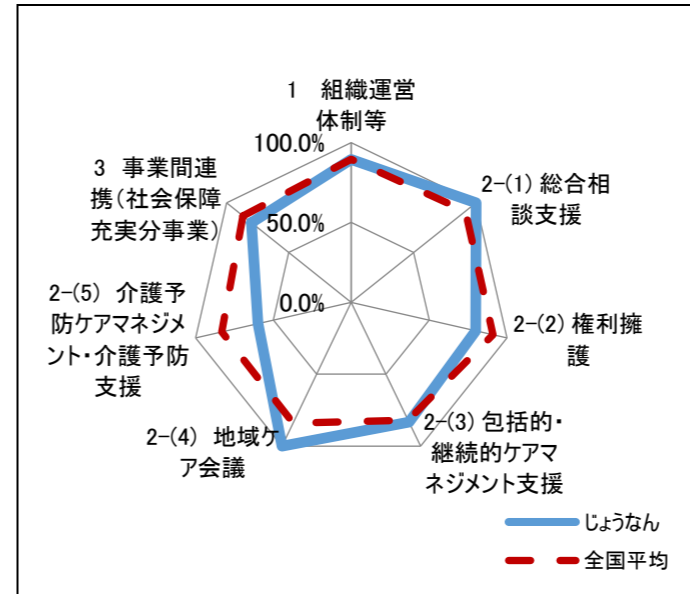 1 組織運営
体制等
100.0%
50.0%
0.0%
2-(1) 総合相
談支援
2-(2) 権利擁
護
2-(3) 包括的・
継続的ケアマ
ネジメント支援
2-(4) 地域ケ
ア会議
2-(5) 介護予
防ケアマネジメ
ント・介護予防
支援
3 事業間連
携(社会保障
充実分事業)
じょうなん
全国平均